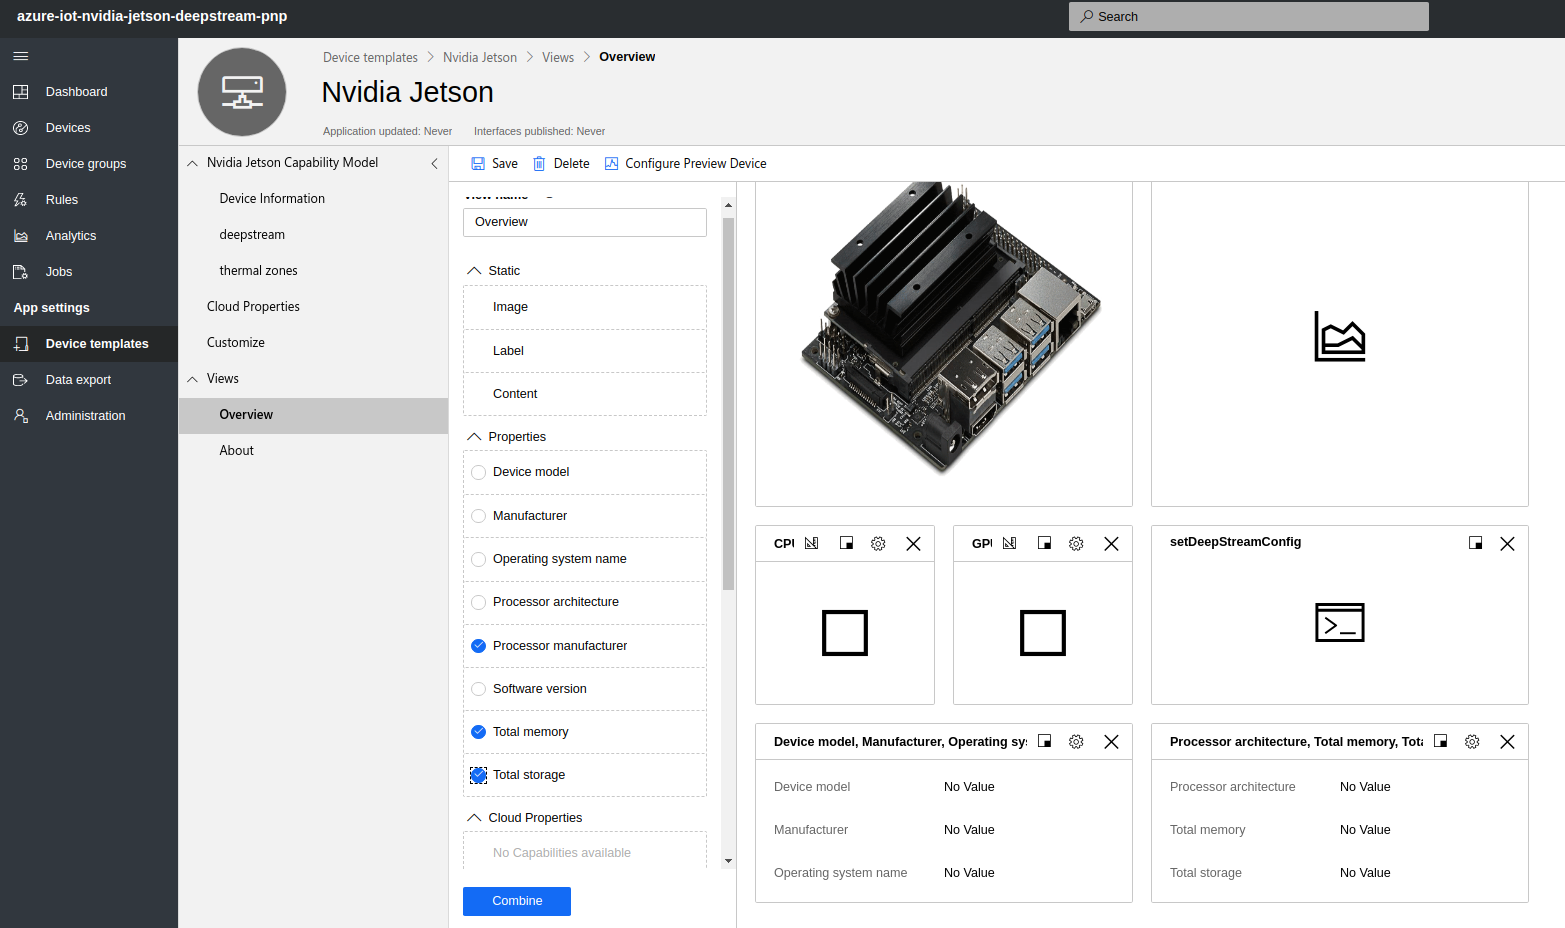 azure-iot-nvidia-jetson-deepstream-pnp
Search
Dashboard
Devices
Device groups
Rules
Analytics
Jobs
App settings
Device templates
Data export
Administration
Device templates > Nvidia Jetson > Views > Overview
Nvidia Jetson
Application updated: Never Interfaces published: Never
Nvidia Jetson Capability Model
Device Information
deepstream
thermal zones
Cloud Properties
Customize
Views
Overview
About
Save Delete Configure Preview Device
View name
Overview
Static
Image
Label
Content
Properties
Device model
Manufacturer
Operating system name
Processor architecture
Processor manufacturer
Software version
Total memory
Total storage
Cloud Properties
No Capabilities available
Combine
CPU
GPU
setDeepStreamConfig
Device model, Manufacturer, Operating sy
Device model No Value
Manufacturer No Value
Operating system name No Value
Processor architecture, Total memory, Tot
Processor architecture No Value
Total memory No Value
Total storage No Value